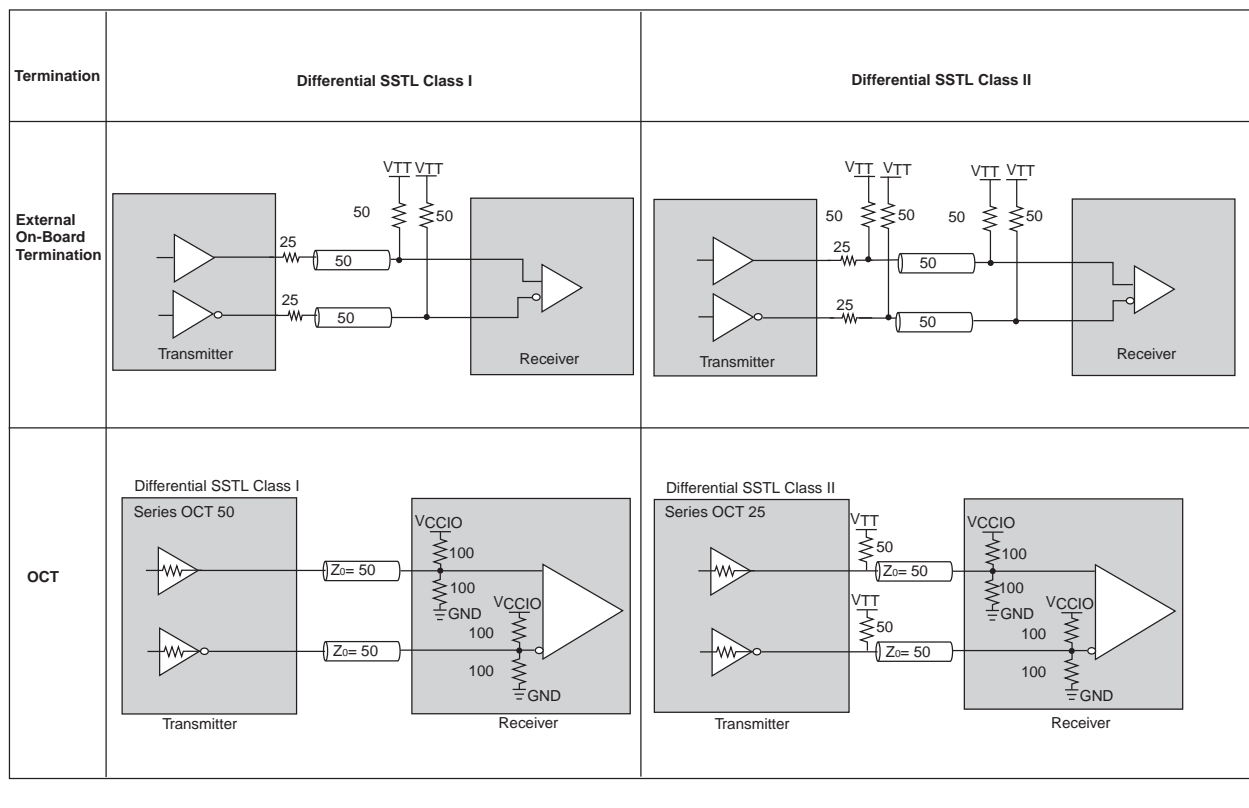 Termination
Differential SSTL Class I
Differential SSTL Class II
External
On-Board
Termination
VTT VTT
50
50
25
50
25
50
Transmitter
Receiver
VTT VTT
VTT VTT
50
50
50
50
25
50
25
50
Transmitter
Receiver
OCT
Differential SSTL Class I
Series OCT 50
VCCIO
100
Z0= 50
100
GND
VCCIO
100
Z0= 50
100
GND
Transmitter
Receiver
Differential SSTL Class II
Series OCT 25
VTT
VCCIO
50
100
Z0= 50
100
GND
VTT
VCCIO
50
100
Z0= 50
100
GND
Transmitter
Receiver